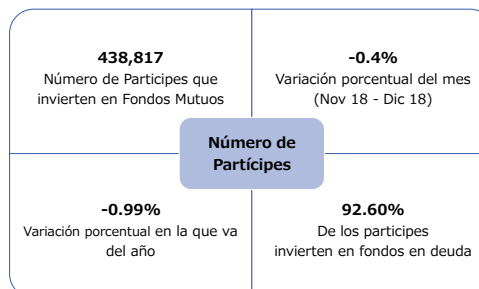 438,817
Número de Participes que
invierten en Fondos Mutuos
-0.4%
Variación porcentual del mes
(Nov 18 - Dic 18)
Número de
Partícipes
-0.99%
Variación porcentual en la que va
del año
92.60%
De los participes
invierten en fondos en deuda